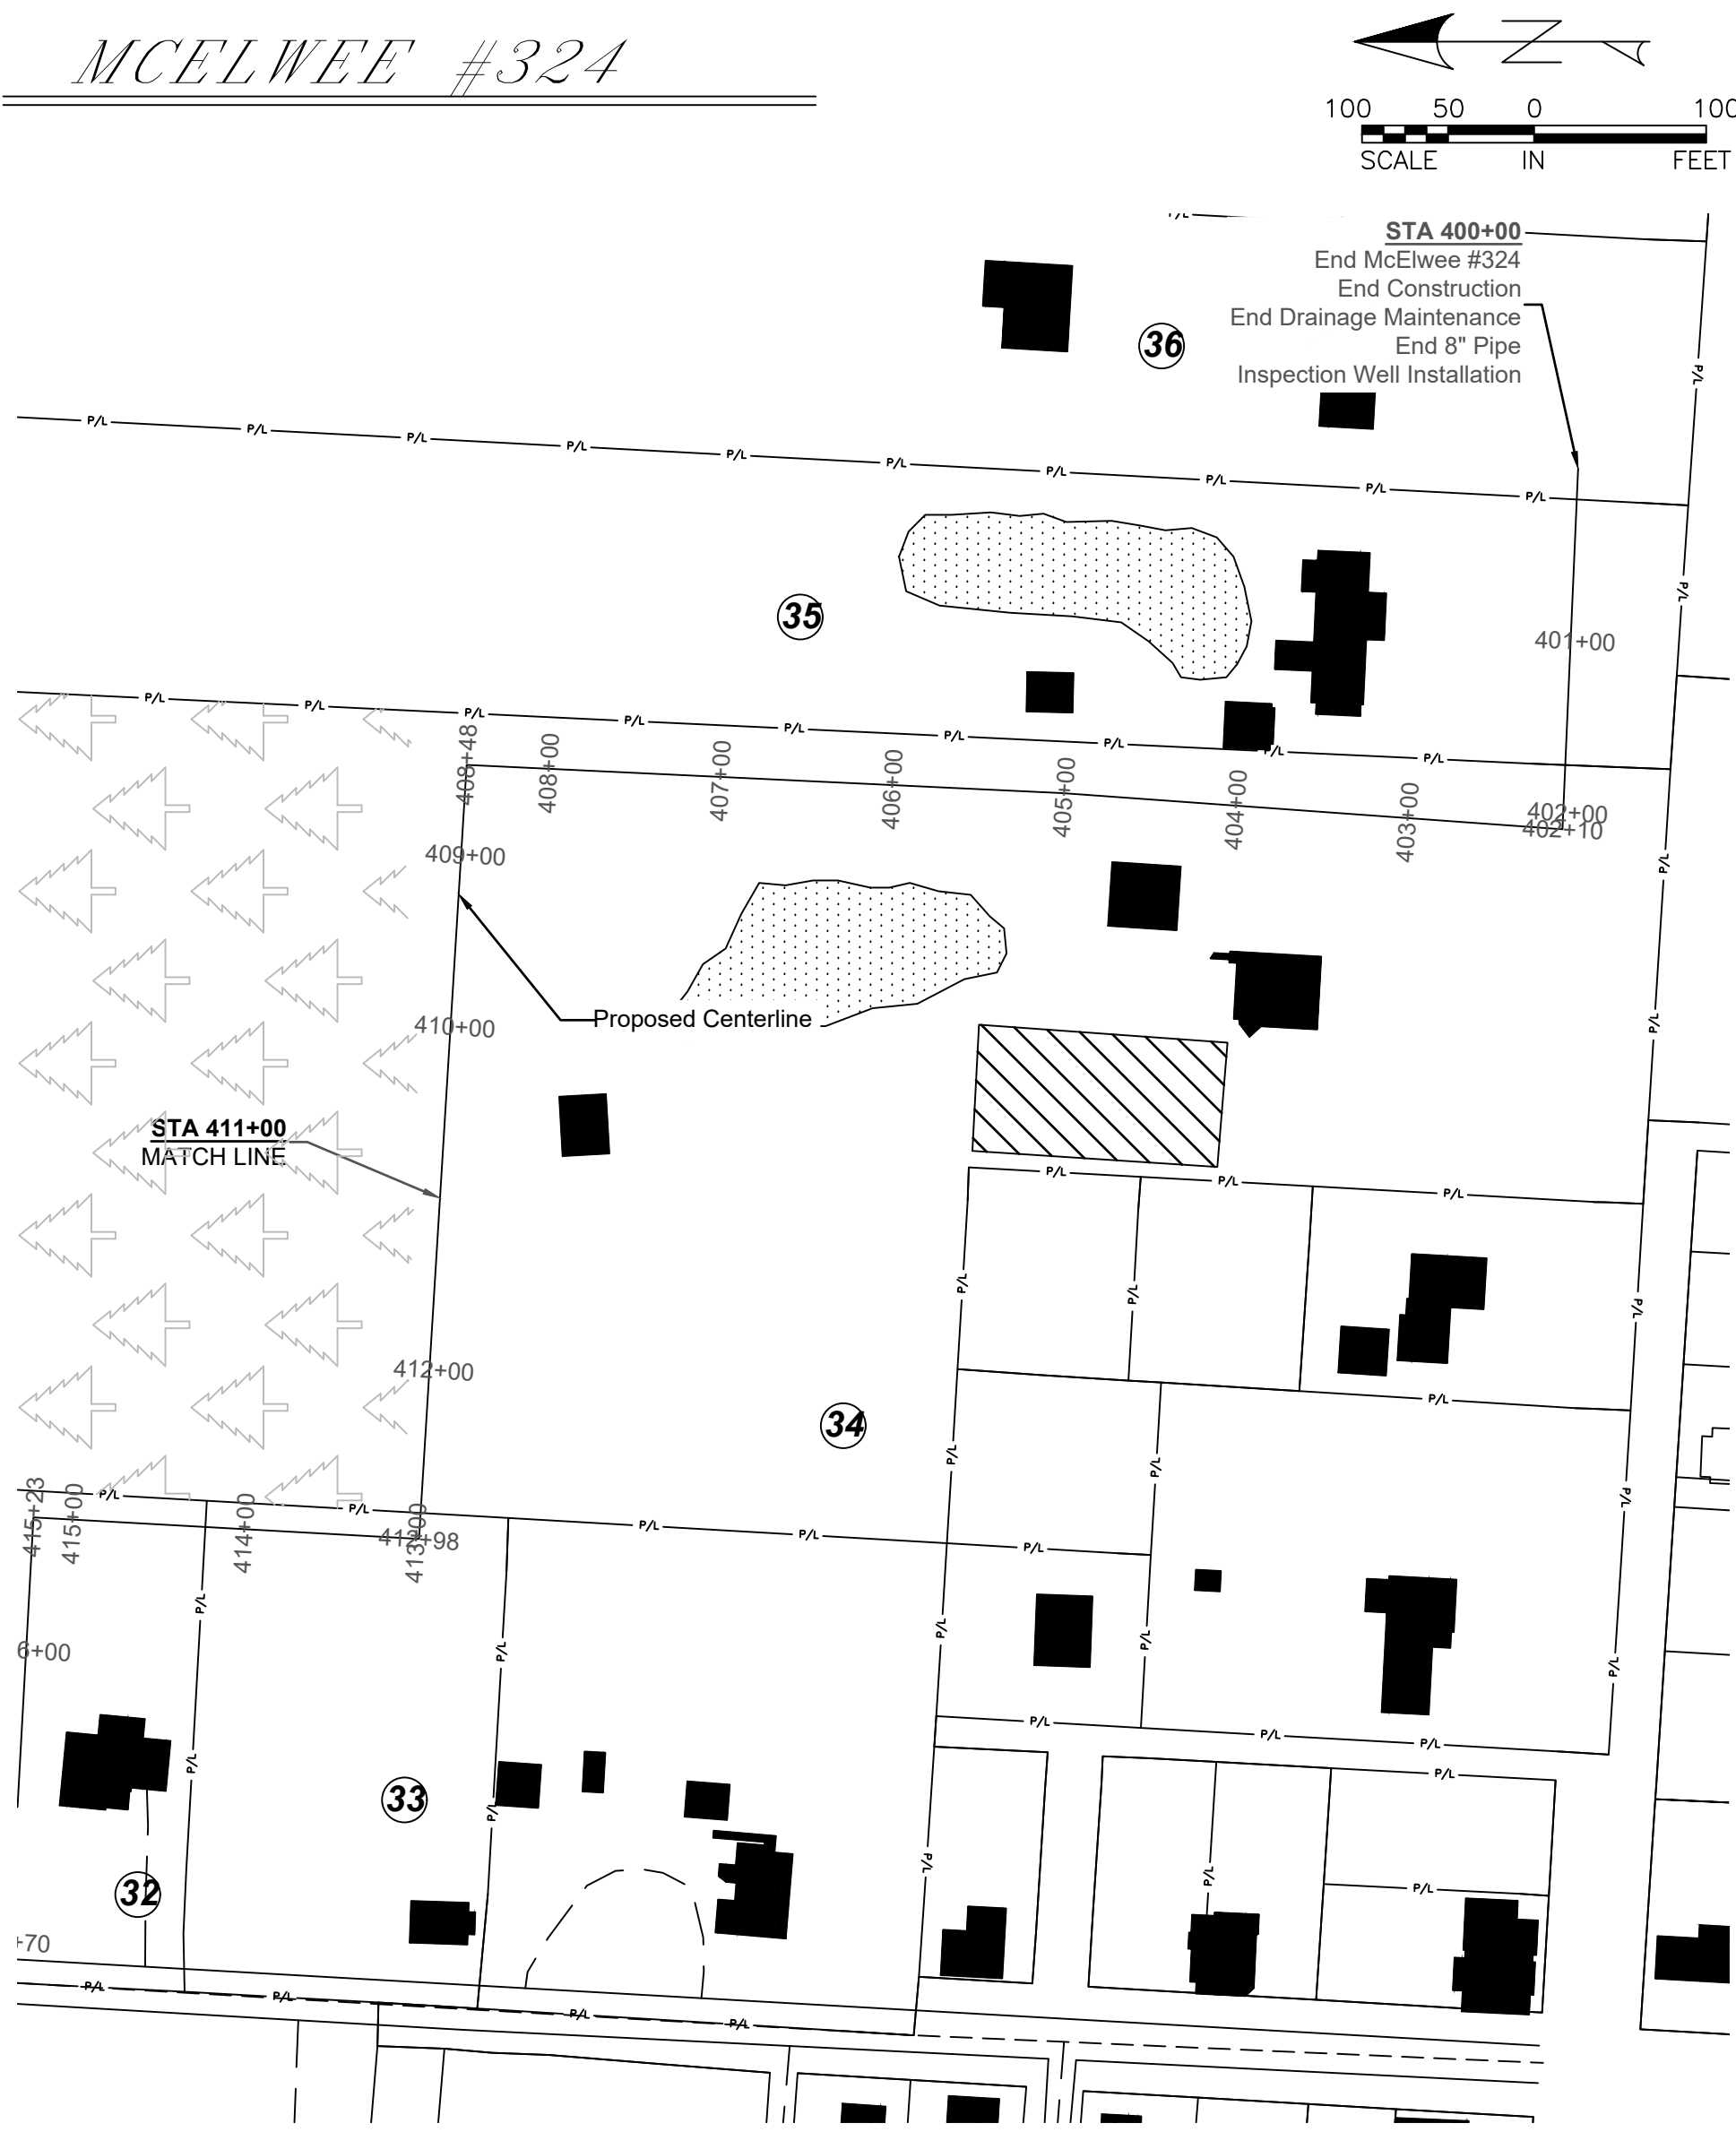 MCELWEE #324
N
100 50 0 100
SCALE IN FEET
P/L
STA 400+00
End McElwee #324
End Construction
End Drainage Maintenance
End 8" Pipe
Inspection Well Installation
36
P/L
P/L P/L P/L P/L P/L P/L P/L P/L P/L P/L
35
P/L
401+00
P/L P/L P/L P/L P/L P/L P/L P/L P/L
408+48
408+00
407+00
406+00
405+00
404+00
403+00
402+00
402+10
409+00
P/L
410+00
Proposed Centerline
P/L
STA 411+00
MATCH LINE
P/L P/L P/L
P/L P/L P/L
412+00
P/L
34
P/L P/L P/L
415+23
415+00
414+00
413+00
412+98
P/L P/L P/L P/L P/L
P/L P/L P/L P/L P/L
6+00
P/L P/L P/L
P/L
P/L
33
P/L
P/L P/L P/L
32
+70
P/L P/L P/L P/L